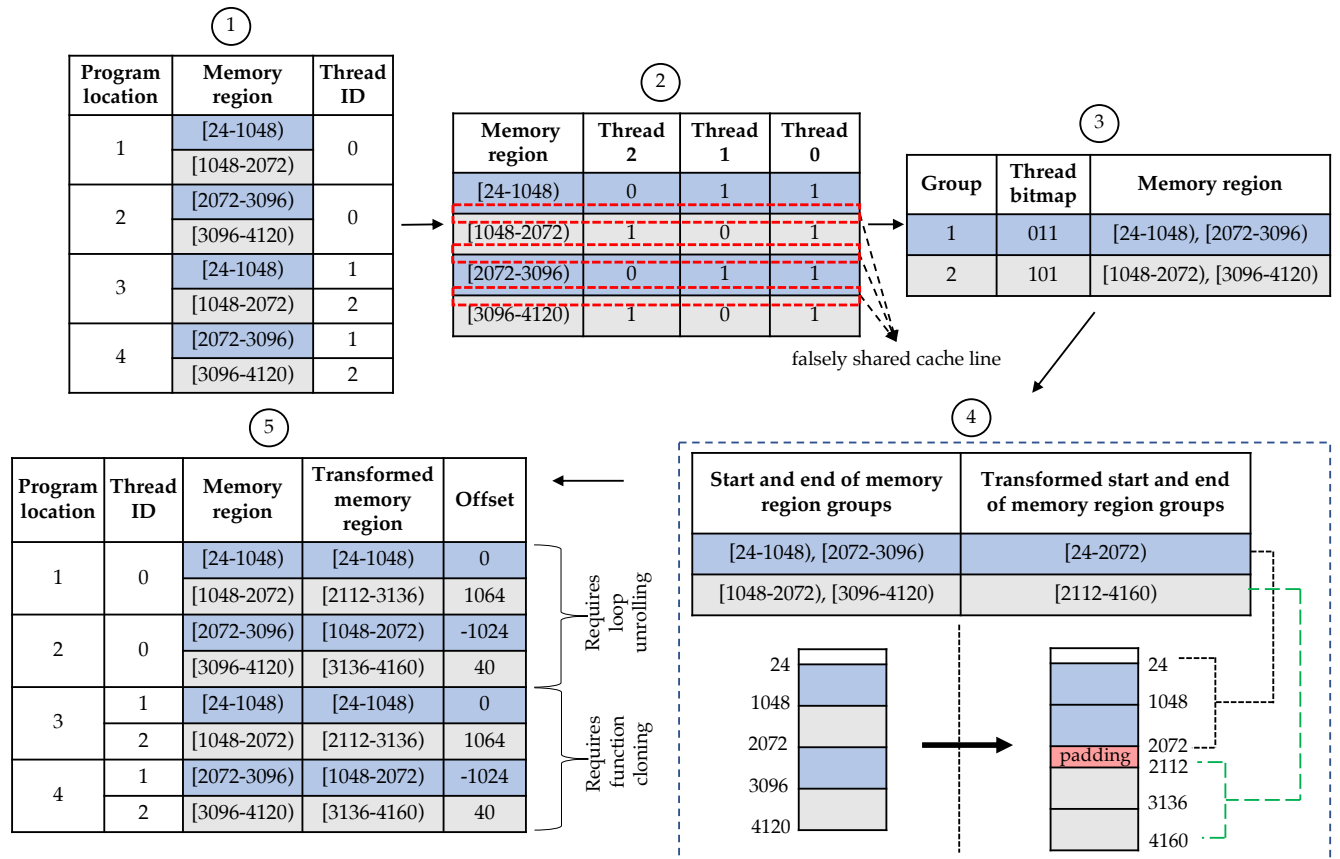 1
Program location	Memory region	Thread ID
1	[24-1048)	0
[1048-2072)
2	[2072-3096)	0
[3096-4120)
3	[24-1048)	1
[1048-2072)	2
4	[2072-3096)	1
[3096-4120)	2
2
Memory region	Thread 2	Thread 1	Thread 0
[24-1048)	0	1	1
[1048-2072)	1	0	1
[2072-3096)	0	1	1
[3096-4120)	1	0	1
falsely shared cache line
3
Group	Thread bitmap	Memory region
1	011	[24-1048), [2072-3096)
2	101	[1048-2072), [3096-4120)
4
Start and end of memory region groups	Transformed start and end of memory region groups
[24-1048), [2072-3096)	[24-2072)
[1048-2072), [3096-4120)	[2112-4160)
24
1048
2072
3096
4120
24
1048
2072
padding
2112
3136
4160
5
Program location	Thread ID	Memory region	Transformed memory region	Offset
1	0	[24-1048)	[24-1048)	0
[1048-2072)	[2112-3136)	1064
2	0	[2072-3096)	[1048-2072)	-1024
[3096-4120)	[3136-4160)	40
3	1	[24-1048)	[24-1048)	0
2	[1048-2072)	[2112-3136)	1064
4	1	[2072-3096)	[1048-2072)	-1024
2	[3096-4120)	[3136-4160)	40
Requires
loop
unrolling
Requires
function
cloning